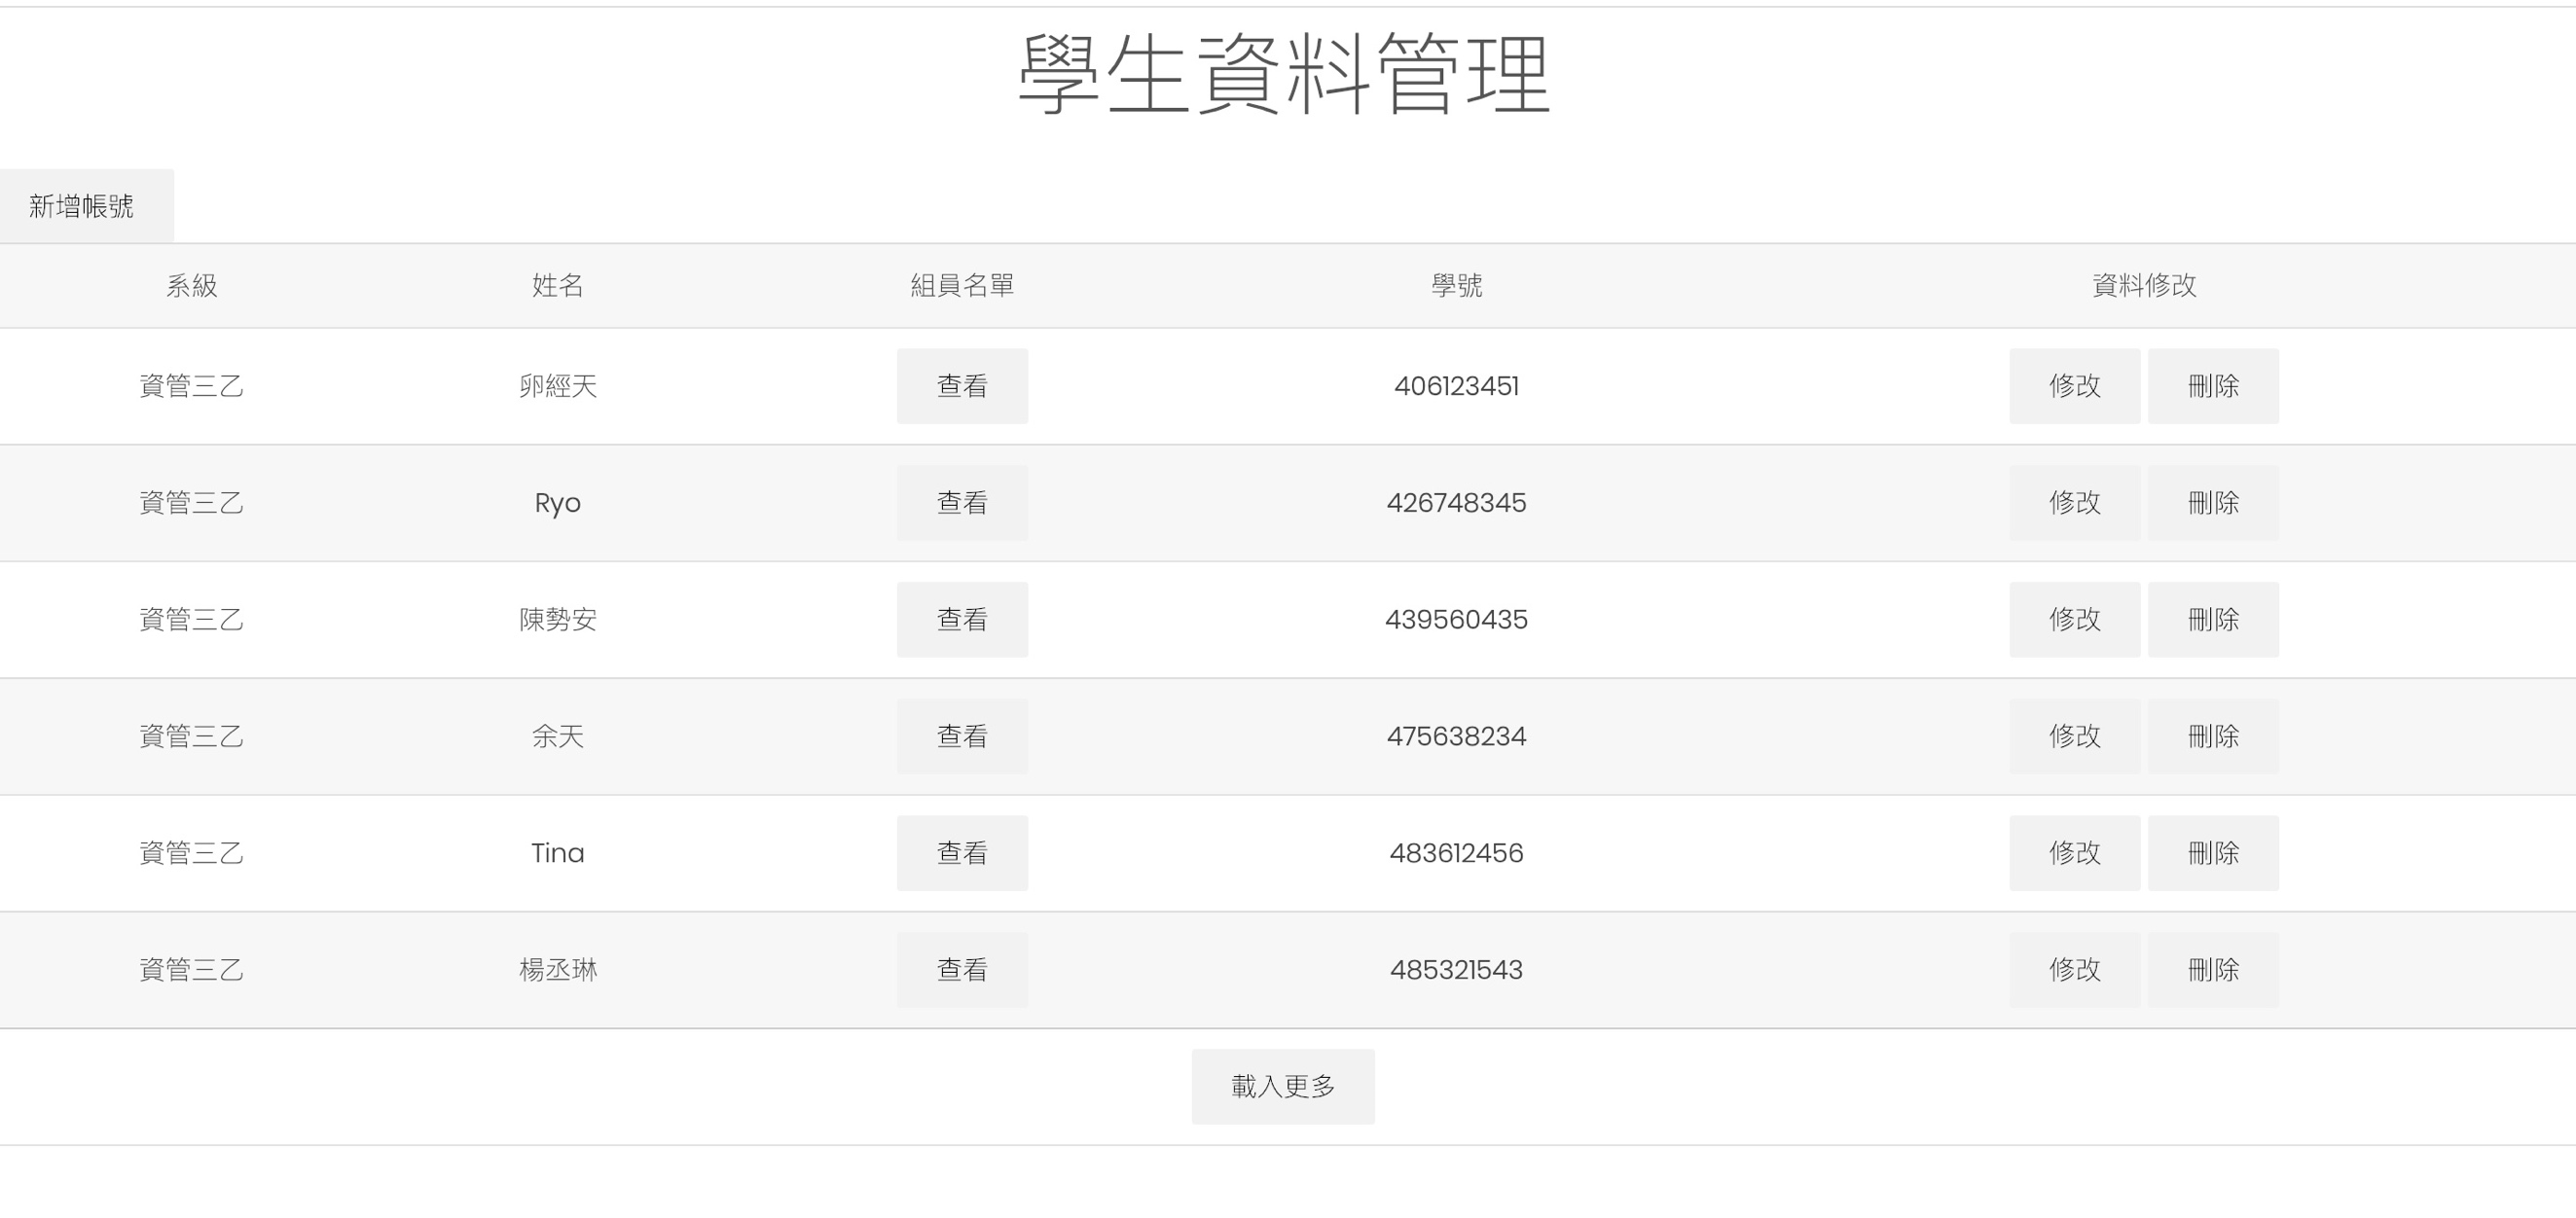 學生資料管理
新增帳號
系級 姓名 組員名單 學號 資料修改
資管三乙 卵經天 查看 406123451 修改 刪除
資管三乙 Ryo 查看 426748345 修改 刪除
資管三乙 陳勢安 查看 439560435 修改 刪除
資管三乙 余天 查看 475638234 修改 刪除
資管三乙 Tina 查看 483612456 修改 刪除
資管三乙 楊丞琳 查看 485321543 修改 刪除
載入更多